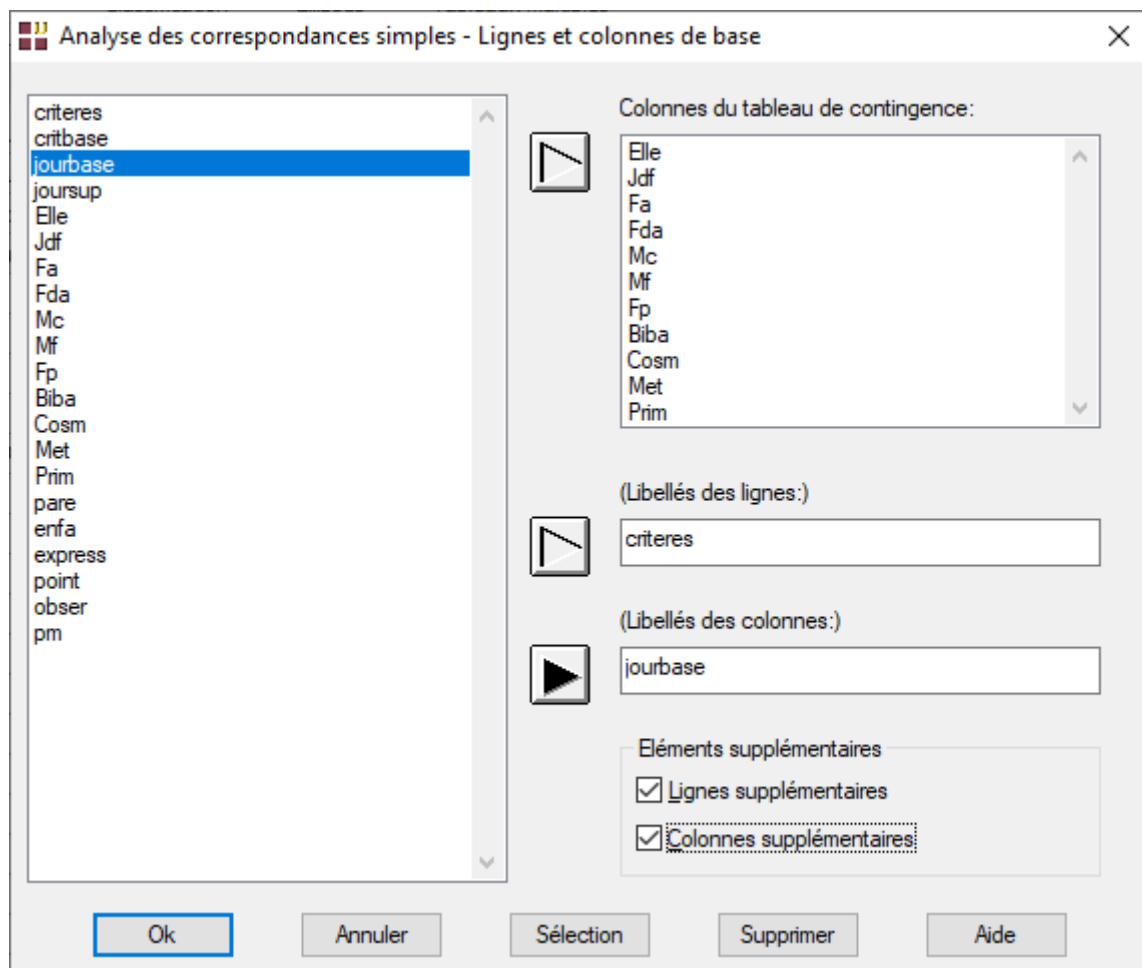 Analyse des correspondances simples - Lignes et colonnes de base
criteres
critbase
jourbase
joursup
Elle
Jdf
Fa
Fda
Mc
Mf
Fp
Biba
Cosm
Met
Prim
pare
enfa
express
point
obser
pm
Colonnes du tableau de contingence:
Elle
Jdf
Fa
Fda
Mc
Mf
Fp
Biba
Cosm
Met
Prim
(Libellés des lignes:)
criteres
(Libellés des colonnes:)
jourbase
Eléments supplémentaires
Lignes supplémentaires
Colonnes supplémentaires
Ok
Annuler
Sélection
Supprimer
Aide